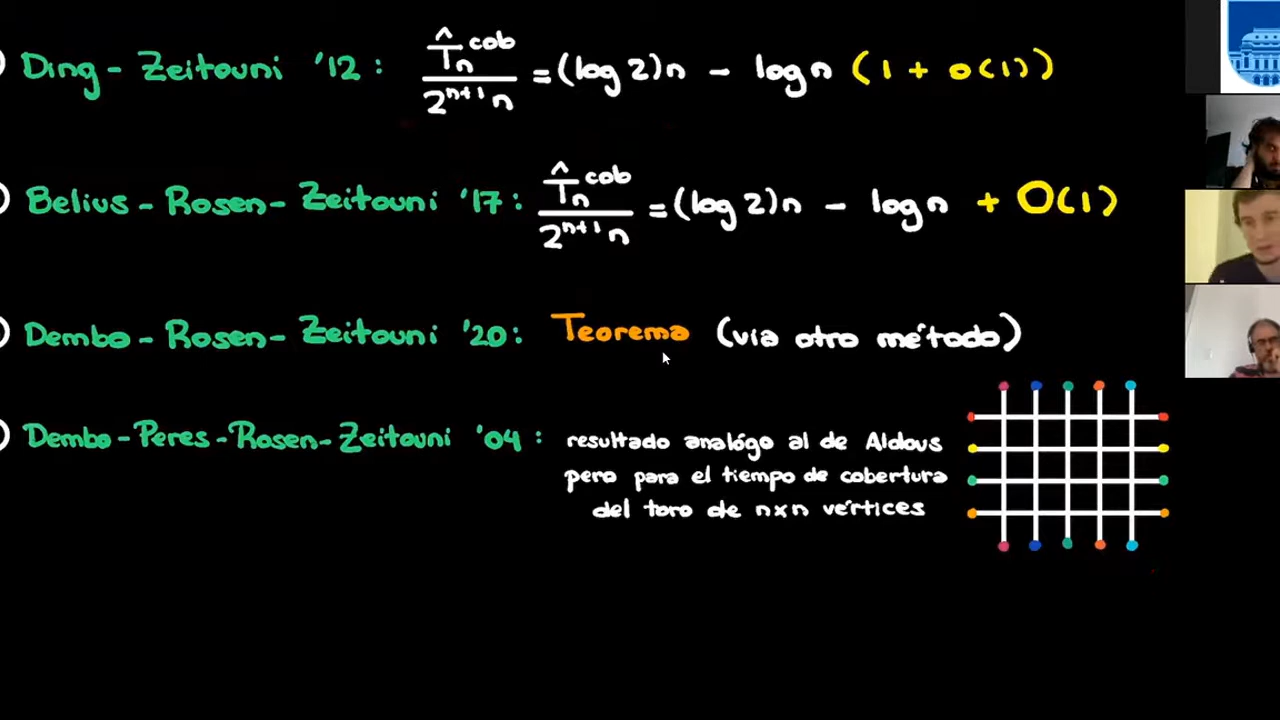 Ding - Zeitouni '12 : T̂ₙᶜᵒᵇ / 2ⁿ⁺¹n = (log 2)n - log n (1 + o(1))
Belius - Rosen - Zeitouni '17 : T̂ₙᶜᵒᵇ / 2ⁿ⁺¹n = (log 2)n - log n + O(1)
Dembo - Rosen - Zeitouni '20 : Teorema (via otro método)
Dembo - Peres - Rosen - Zeitouni '04 : resultado analógo al de Aldous
pero para el tiempo de cobertura
del toro de n×n vértices